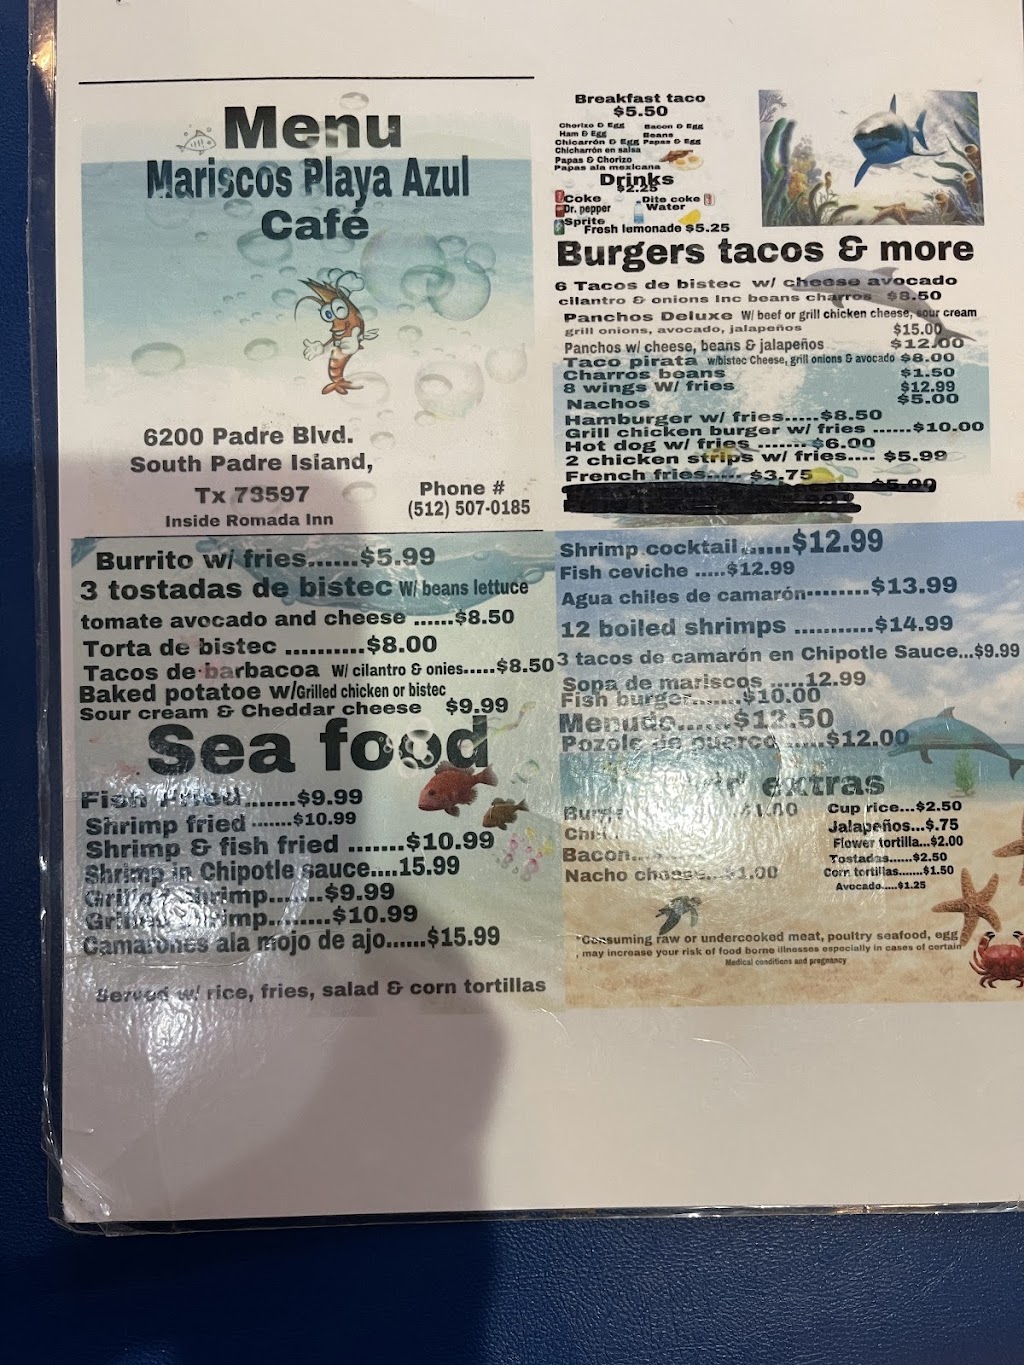 Menu
Mariscos Playa Azul
Café
6200 Padre Blvd.
South Padre Island,
Tx 73597
Inside Romada Inn
Phone #
(512) 507-0185
Breakfast taco
$5.50
Chorizo & Egg
Bacon & Egg
Ham & Egg
Beans
Chicarrón & Egg
Papas & Egg
Chicharrón en salsa
Papas & Chorizo
Papas ala mexicana
Drinks
$2.25
Coke
Dite coke
Dr. pepper
Water
Sprite
Fresh lemonade $5.25
Burgers tacos & more
6 Tacos de bistec w/ cheese avocado
cilantro & onions Inc beans charros $8.50
Panchos Deluxe W/ beef or grill chicken cheese, sour cream
grill onions, avocado, jalapeños $15.00
Panchos w/ cheese, beans & jalapeños $12.00
Taco pirata w/bistec Cheese, grill onions & avocado $8.00
Charros beans $1.50
8 wings W/ fries $12.99
Nachos $5.00
Hamburger w/ fries.....$8.50
Grill chicken burger w/ fries ......$10.00
Hot dog w/ fries ....... $6.00
2 chicken strips w/ fries.... $5.99
French fries..... $3.75
$5.99
Burrito w/ fries......$5.99
3 tostadas de bistec W/ beans lettuce
tomate avocado and cheese ......$8.50
Torta de bistec ..........$8.00
Tacos de barbacoa W/ cilantro & onies.....$8.50
Baked potatoe w/Grilled chicken or bistec
Sour cream & Cheddar cheese $9.99
Sea food
Fish Fried.......$9.99
Shrimp fried .......$10.99
Shrimp & fish fried .......$10.99
Shrimp in Chipotle sauce....15.99
$9.99
$10.99
Camarones ala mojo de ajo......$15.99
Served w/ rice, fries, salad & corn tortillas
Shrimp cocktail ......$12.99
Fish ceviche .....$12.99
Agua chiles de camarón.........$13.99
12 boiled shrimps ...........$14.99
3 tacos de camarón en Chipotle Sauce...$9.99
Sopa de mariscos .....12.99
Fish burger.......$10.00
Menudo......$12.50
Pozole de puerco .....$12.00
extras
$1.00
Bacon...
Nacho cheese...$1.00
Cup rice...$2.50
Jalapeños...$.75
Flower tortilla...$2.00
Tostadas......$2.50
Corn tortillas.......$1.50
Avocado.....$1.25
*Consuming raw or undercooked meat, poultry seafood, egg
, may increase your risk of food borne illnesses especially in cases of certain
Medical conditions and pregnancy